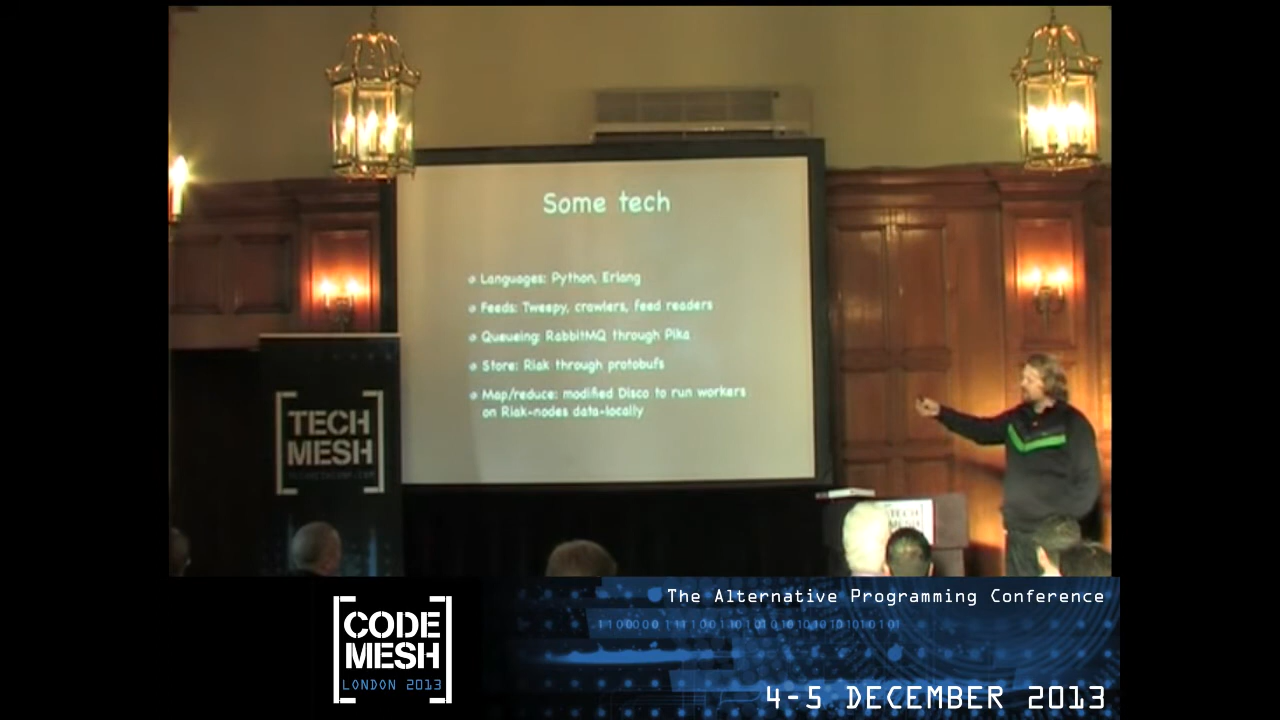 Some tech
Languages: Python, Erlang
Feeds: Tweepy, crawlers, feed readers
Queueing: RabbitMQ through Pika
Store: Riak through protobufs
Map/reduce: modified Disco to run workers
on Riak-nodes data-locally
TECH
MESH
TECH
MESH
CODE
MESH
LONDON 2013
The Alternative Programming Conference
4-5 DECEMBER 2013